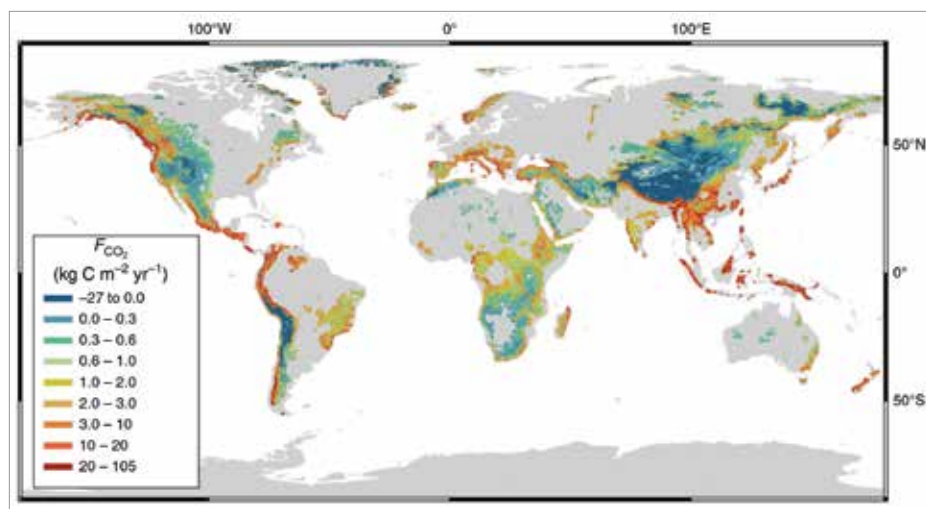 100°W 0° 100°E
50°N
0°
50°S
F CO₂
(kg C m⁻² yr⁻¹)
−27 to 0.0
0.0 – 0.3
0.3 – 0.6
0.6 – 1.0
1.0 – 2.0
2.0 – 3.0
3.0 – 10
10 – 20
20 – 105